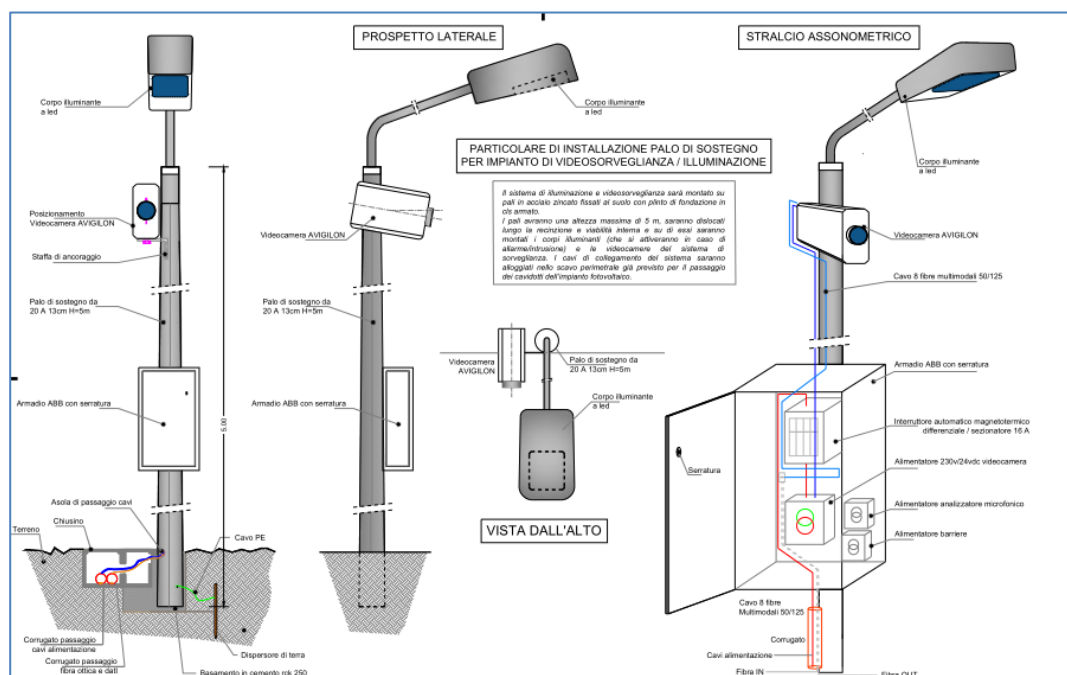 PROSPETTO LATERALE
STRALCIO ASSONOMETRICO
Corpo illuminante
a led
Posizionamento
Videocamera AVIGILON
Staffa di ancoraggio
Palo di sostegno da
20 A 13cm H=5m
Armadio ABB con serratura
5.00
Asola di passaggio cavi
Chiusino
Terreno
Cavo PE
Corrugato passaggio
cavi alimentazione
Corrugato passaggio
fibra ottica e dati
Dispersore di terra
Basamento in cemento rck 250
Corpo illuminante
a led
Videocamera AVIGILON
Palo di sostegno da
20 A 13cm H=5m
Armadio ABB con serratura
PARTICOLARE DI INSTALLAZIONE PALO DI SOSTEGNO
PER IMPIANTO DI VIDEOSORVEGLIANZA / ILLUMINAZIONE
Il sistema di illuminazione e videosorveglianza sarà montato su
pali in acciaio zincato fissati al suolo con plinto di fondazione in
cls armato.
I pali avranno una altezza massima di 5 m, saranno dislocati
lungo la recinzione e viabilità interna e su di essi saranno
montati i corpi illuminanti (che si attiveranno in caso di
allarme/intrusione) e le videocamere del sistema di
sorveglianza. I cavi di collegamento del sistema saranno
alloggiati nello scavo perimetrale già previsto per il passaggio
dei cavidotti dell'impianto fotovoltaico.
Videocamera
AVIGILON
Palo di sostegno da
20 A 13cm H=5m
Corpo illuminante
a led
VISTA DALL'ALTO
Corpo illuminante
a led
Videocamera AVIGILON
Cavo 8 fibre multimodali 50/125
Armadio ABB con serratura
Interruttore automatico magnetotermico
differenziale / sezionatore 16 A
Serratura
Alimentatore 230v/24vdc videocamera
Alimentatore analizzatore microfonico
Alimentatore barriere
Cavo 8 fibre
Multimodali 50/125
Corrugato
Cavi alimentazione
Fibra IN
Fibra OUT